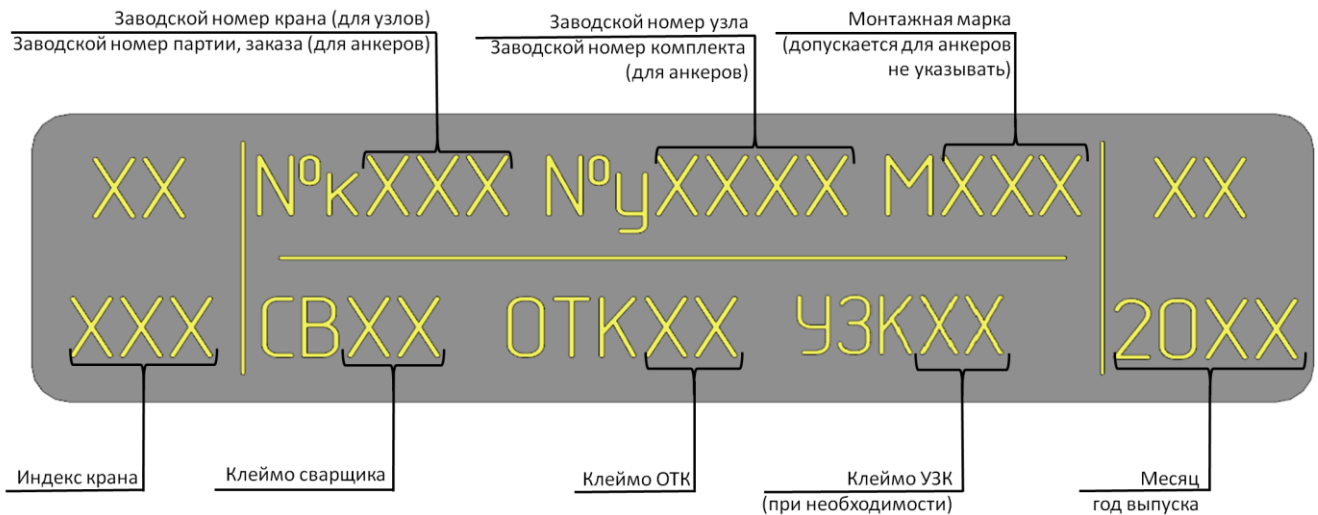 Заводской номер крана (для узлов)
Заводской номер партии, заказа (для анкеров)
Заводской номер узла
Заводской номер комплекта
(для анкеров)
Монтажная марка
(допускается для анкеров
не указывать)
XX
№кXXX №уXXXX МXXX
XX
XXX
СВXX ОТКXX УЗКXX
20XX
Индекс крана
Клеймо сварщика
Клеймо ОТК
Клеймо УЗК
(при необходимости)
Месяц
год выпуска